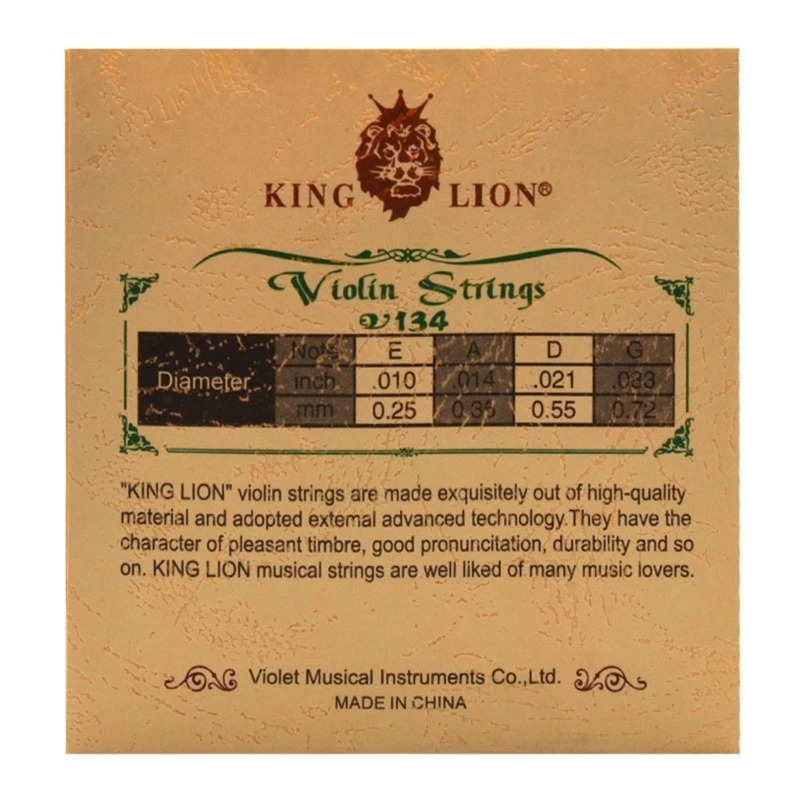 KING LION®
Violin Strings
V134
Diameter Note E A D G
inch .010 .014 .021 .033
mm 0.25 0.36 0.55 0.72
"KING LION" violin strings are made exquisitely out of high-quality
material and adopted external advanced technology.They have the
character of pleasant timbre, good pronuncitation, durability and so
on. KING LION musical strings are well liked of many music lovers.
Violet Musical Instruments Co.,Ltd.
MADE IN CHINA